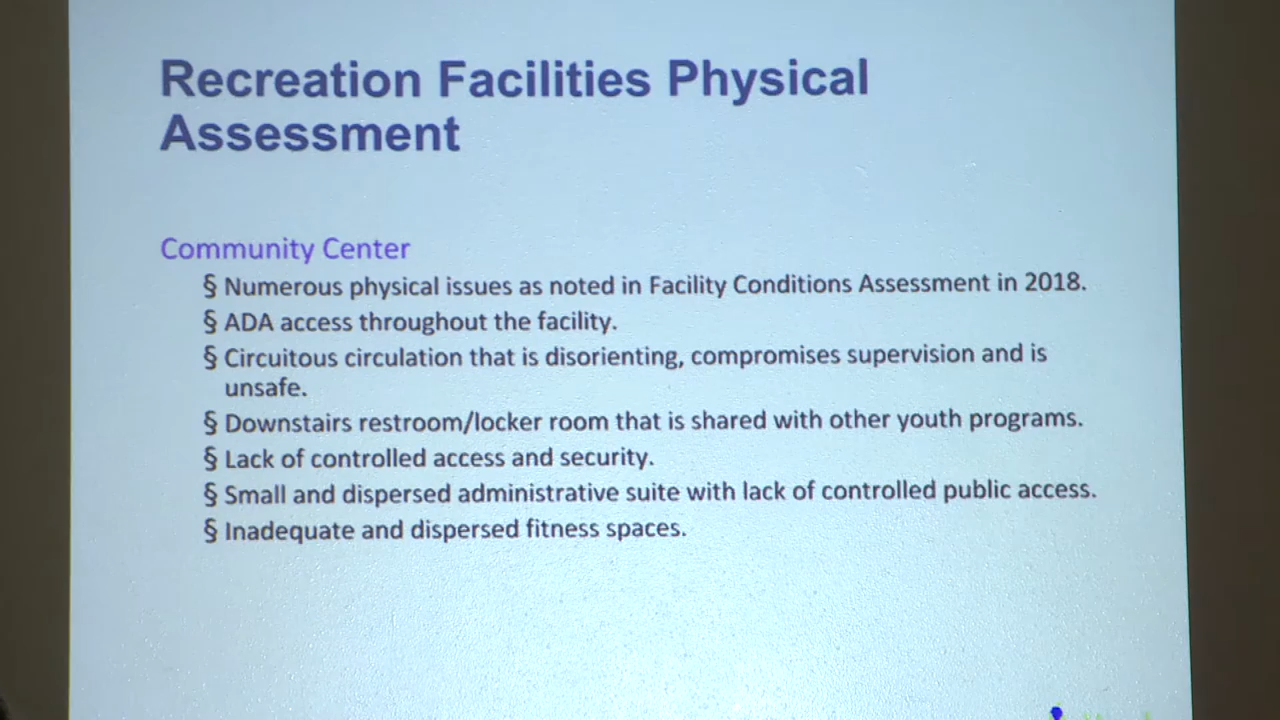 Recreation Facilities Physical
Assessment
Community Center
§ Numerous physical issues as noted in Facility Conditions Assessment in 2018.
§ ADA access throughout the facility.
§ Circuitous circulation that is disorienting, compromises supervision and is
unsafe.
§ Downstairs restroom/locker room that is shared with other youth programs.
§ Lack of controlled access and security.
§ Small and dispersed administrative suite with lack of controlled public access.
§ Inadequate and dispersed fitness spaces.